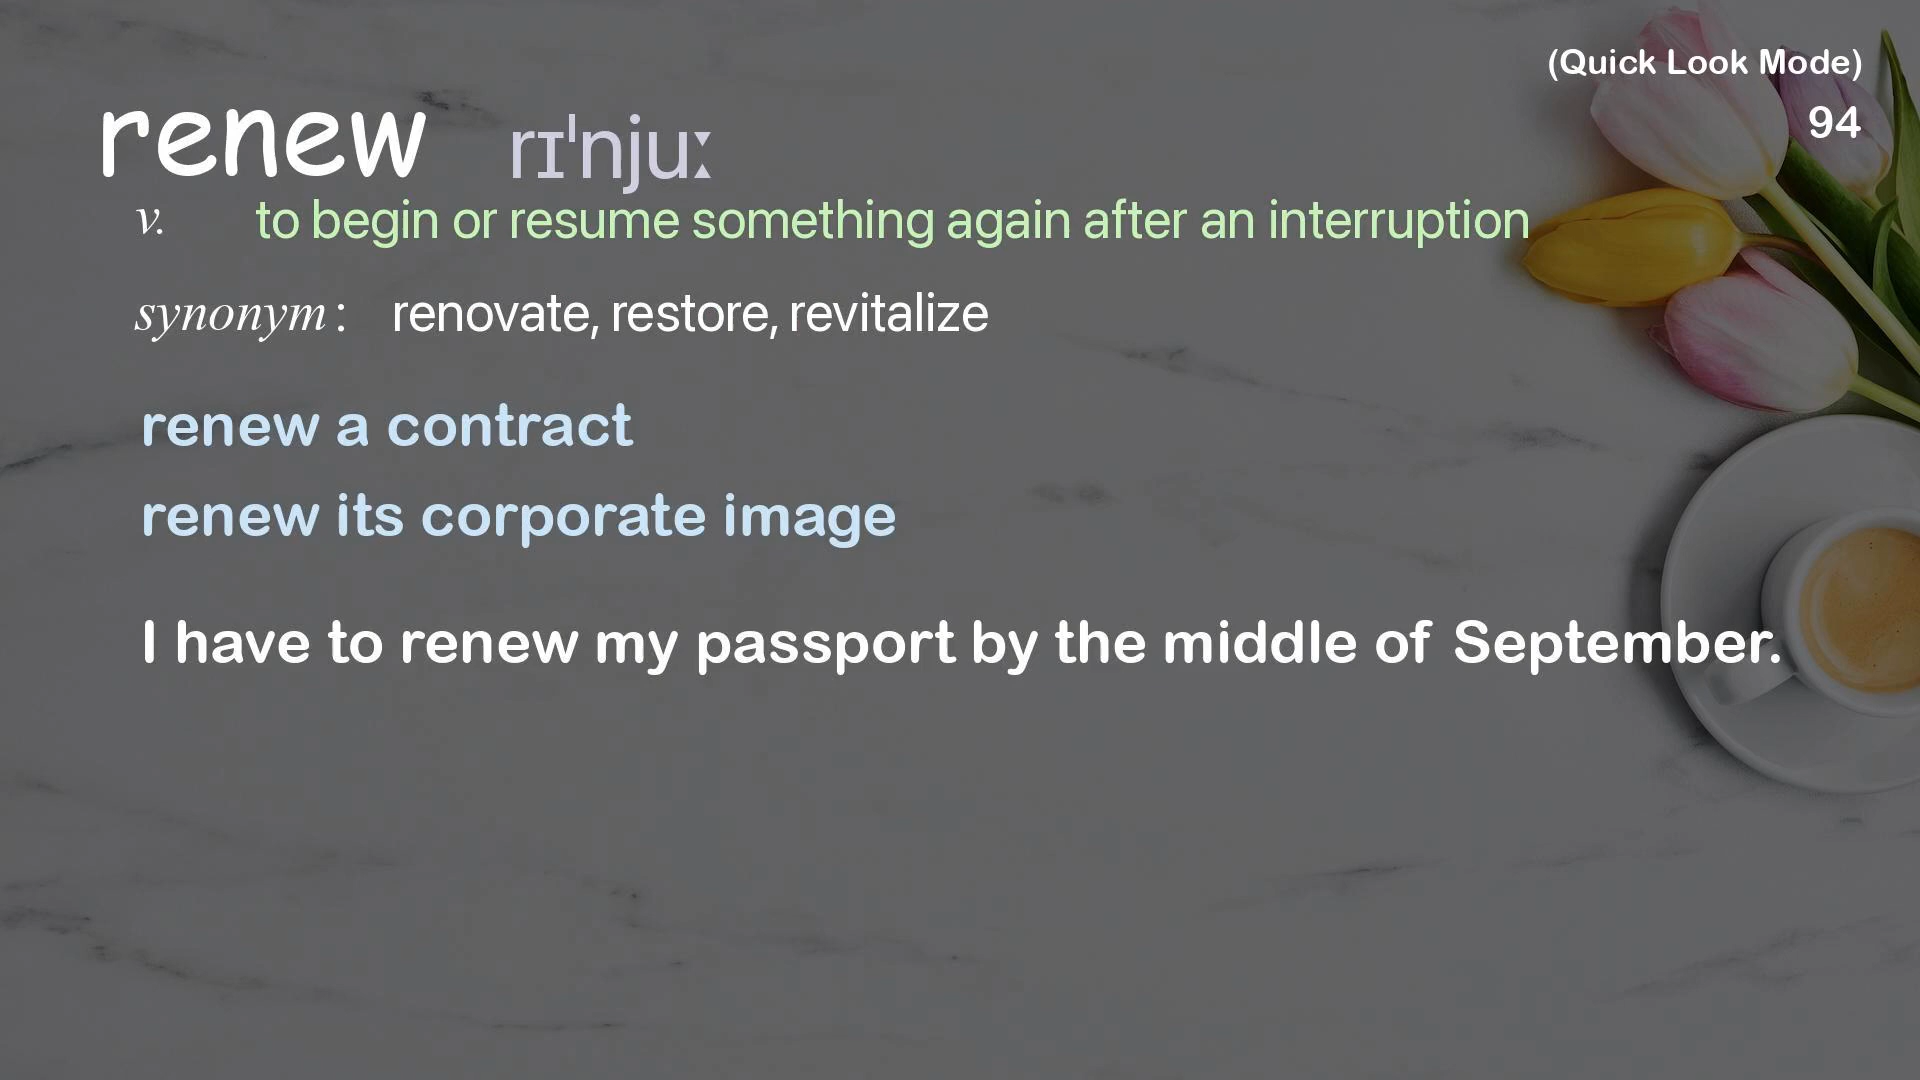 (Quick Look Mode)
94
renew rɪˈnjuː
v. to begin or resume something again after an interruption
synonym : renovate, restore, revitalize
renew a contract
renew its corporate image
I have to renew my passport by the middle of September.